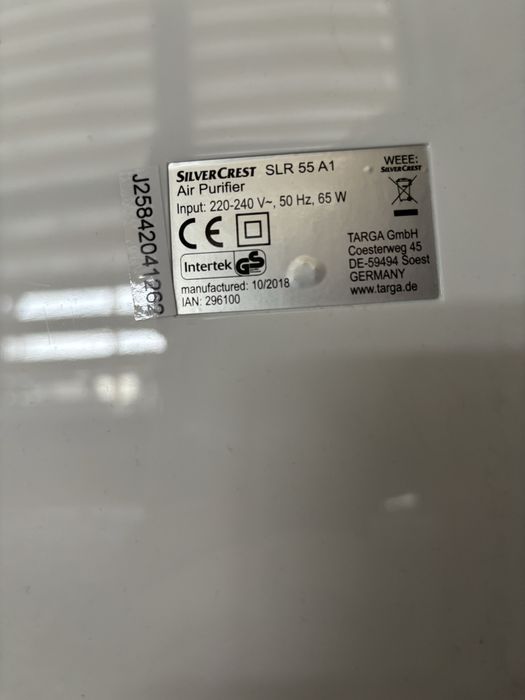 SILVERCREST SLR 55 A1
Air Purifier
Input: 220-240 V~, 50 Hz, 65 W
CE
Intertek GS
manufactured: 10/2018
IAN: 296100
WEEE:
SILVERCREST
TARGA GmbH
Coesterweg 45
DE-59494 Soest
GERMANY
www.targa.de